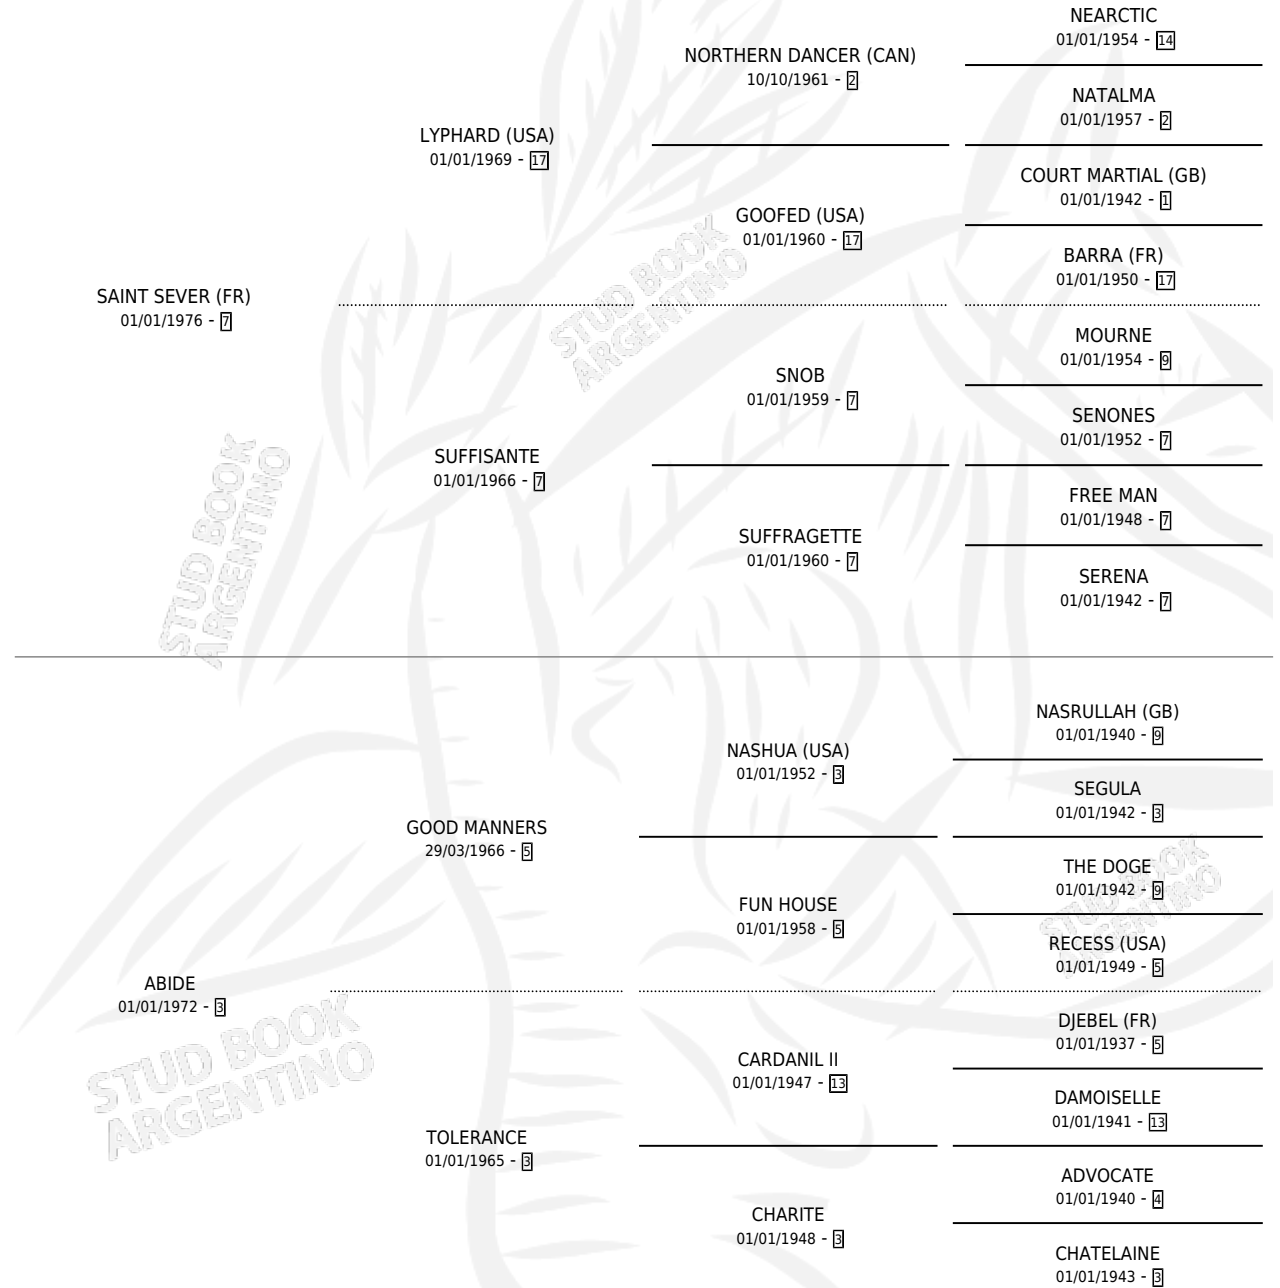 NEARCTIC
01/01/1954 - 14
NORTHERN DANCER (CAN)
10/10/1961 - 2
NATALMA
01/01/1957 - 2
LYPHARD (USA)
01/01/1969 - 17
COURT MARTIAL (GB)
01/01/1942 - 1
GOOFED (USA)
01/01/1960 - 17
BARRA (FR)
01/01/1950 - 17
SAINT SEVER (FR)
01/01/1976 - 7
STUD BOOK
ARGENTINO
MOURNE
01/01/1954 - 9
SNOB
01/01/1959 - 7
SENONES
01/01/1952 - 7
SUFFISANTE
01/01/1966 - 7
FREE MAN
01/01/1948 - 7
SUFFRAGETTE
01/01/1960 - 7
SERENA
01/01/1942 - 7
STUD BOOK
ARGENTINO
NASRULLAH (GB)
01/01/1940 - 9
NASHUA (USA)
01/01/1952 - 3
SEGULA
01/01/1942 - 3
GOOD MANNERS
29/03/1966 - 5
THE DOGE
01/01/1942 - 9
FUN HOUSE
01/01/1958 - 5
RECESS (USA)
01/01/1949 - 5
STUD BOOK
ARGENTINO
ABIDE
01/01/1972 - 3
DJEBEL (FR)
01/01/1937 - 5
CARDANIL II
01/01/1947 - 13
DAMOISELLE
01/01/1941 - 13
TOLERANCE
01/01/1965 - 3
ADVOCATE
01/01/1940 - 4
CHARITE
01/01/1948 - 3
CHATELAINE
01/01/1943 - 3
STUD BOOK
ARGENTINO